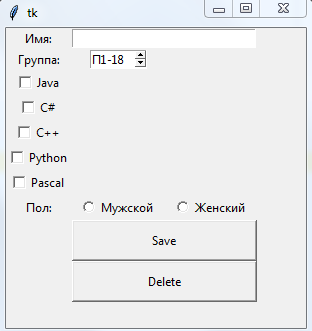 tk
Имя:
Группа: П1-18
Java
C#
C++
Python
Pascal
Пол: Мужской Женский
Save
Delete